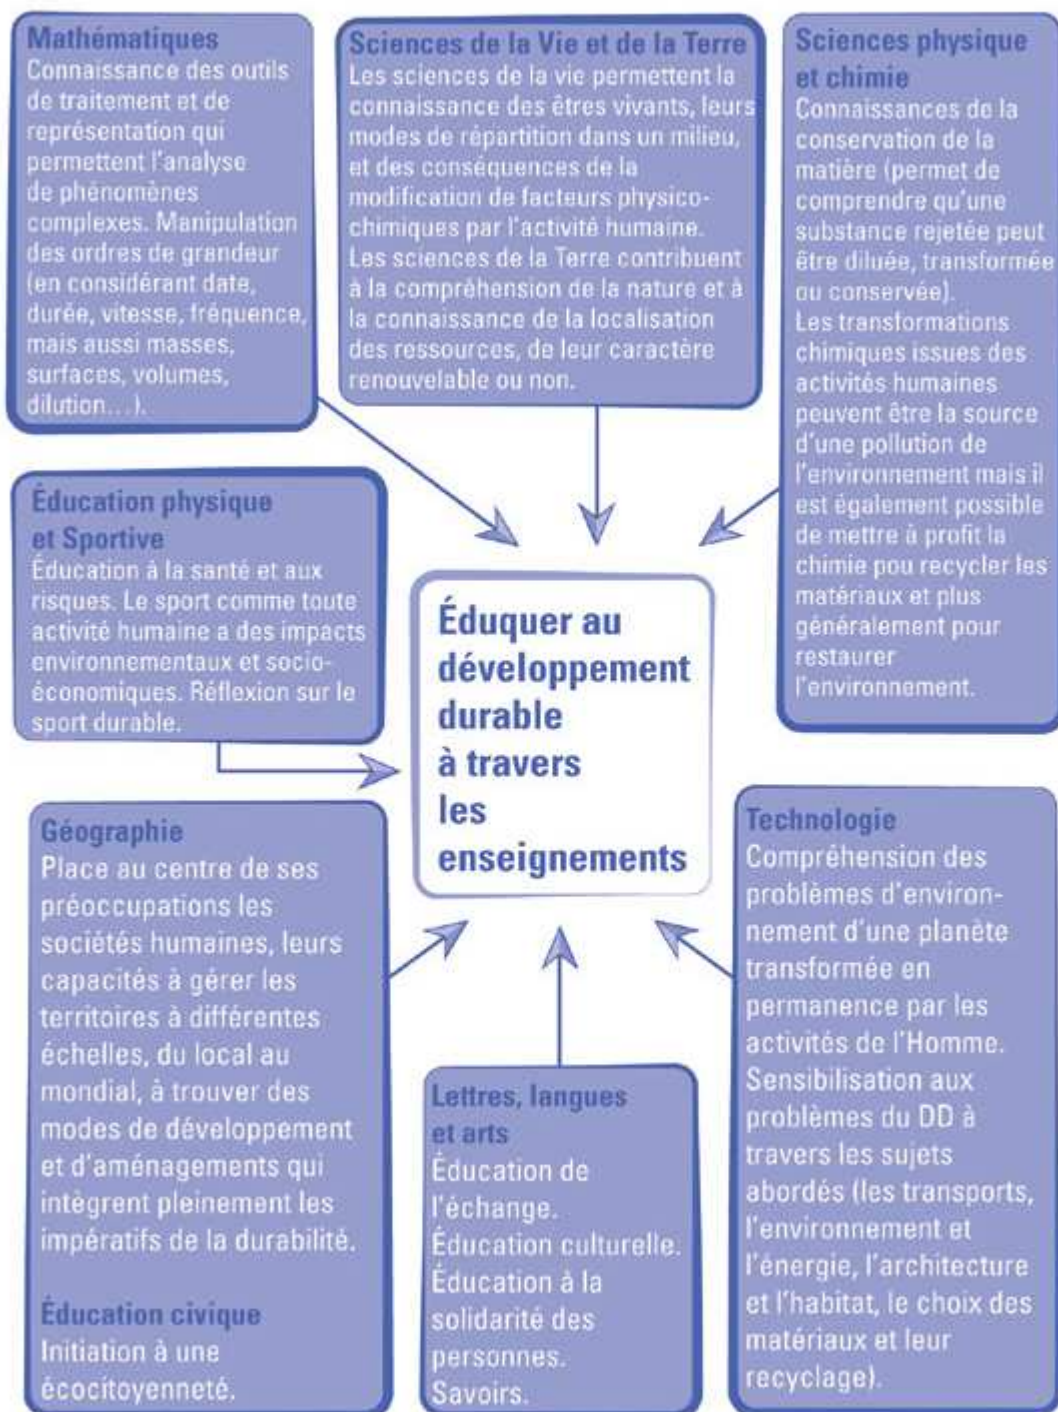 Mathématiques
Connaissance des outils
de traitement et de
représentation qui
permettent l'analyse
de phénomènes
complexes. Manipulation
des ordres de grandeur
(en considérant date,
durée, vitesse, fréquence,
mais aussi masses,
surfaces, volumes,
dilution...).
Sciences de la Vie et de la Terre
Les sciences de la vie permettent la
connaissance des êtres vivants, leurs
modes de répartition dans un milieu,
et des conséquences de la
modification de facteurs physico-
chimiques par l'activité humaine.
Les sciences de la Terre contribuent
à la compréhension de la nature et à
la connaissance de la localisation
des ressources, de leur caractère
renouvelable ou non.
Sciences physique
et chimie
Connaissances de la
conservation de la
matière (permet de
comprendre qu'une
substance rejetée peut
être diluée, transformée
ou conservée).
Les transformations
chimiques issues des
activités humaines
peuvent être la source
d'une pollution de
l'environnement mais il
est également possible
de mettre à profit la
chimie pou recycler les
matériaux et plus
généralement pour
restaurer
l'environnement.
Éducation physique
et Sportive
Éducation à la santé et aux
risques. Le sport comme toute
activité humaine a des impacts
environnementaux et socio-
économiques. Réflexion sur le
sport durable.
Éduquer au
développement
durable
à travers
les
enseignements
Géographie
Place au centre de ses
préoccupations les
sociétés humaines, leurs
capacités à gérer les
territoires à différentes
échelles, du local au
mondial, à trouver des
modes de développement
et d'aménagements qui
intègrent pleinement les
impératifs de la durabilité.
Éducation civique
Initiation à une
écocitoyenneté.
Lettres, langues
et arts
Éducation de
l'échange.
Éducation culturelle.
Éducation à la
solidarité des
personnes.
Savoirs.
Technologie
Compréhension des
problèmes d'environ-
nement d'une planète
transformée en
permanence par les
activités de l'Homme.
Sensibilisation aux
problèmes du DD à
travers les sujets
abordés (les transports,
l'environnement et
l'énergie, l'architecture
et l'habitat, le choix des
matériaux et leur
recyclage).